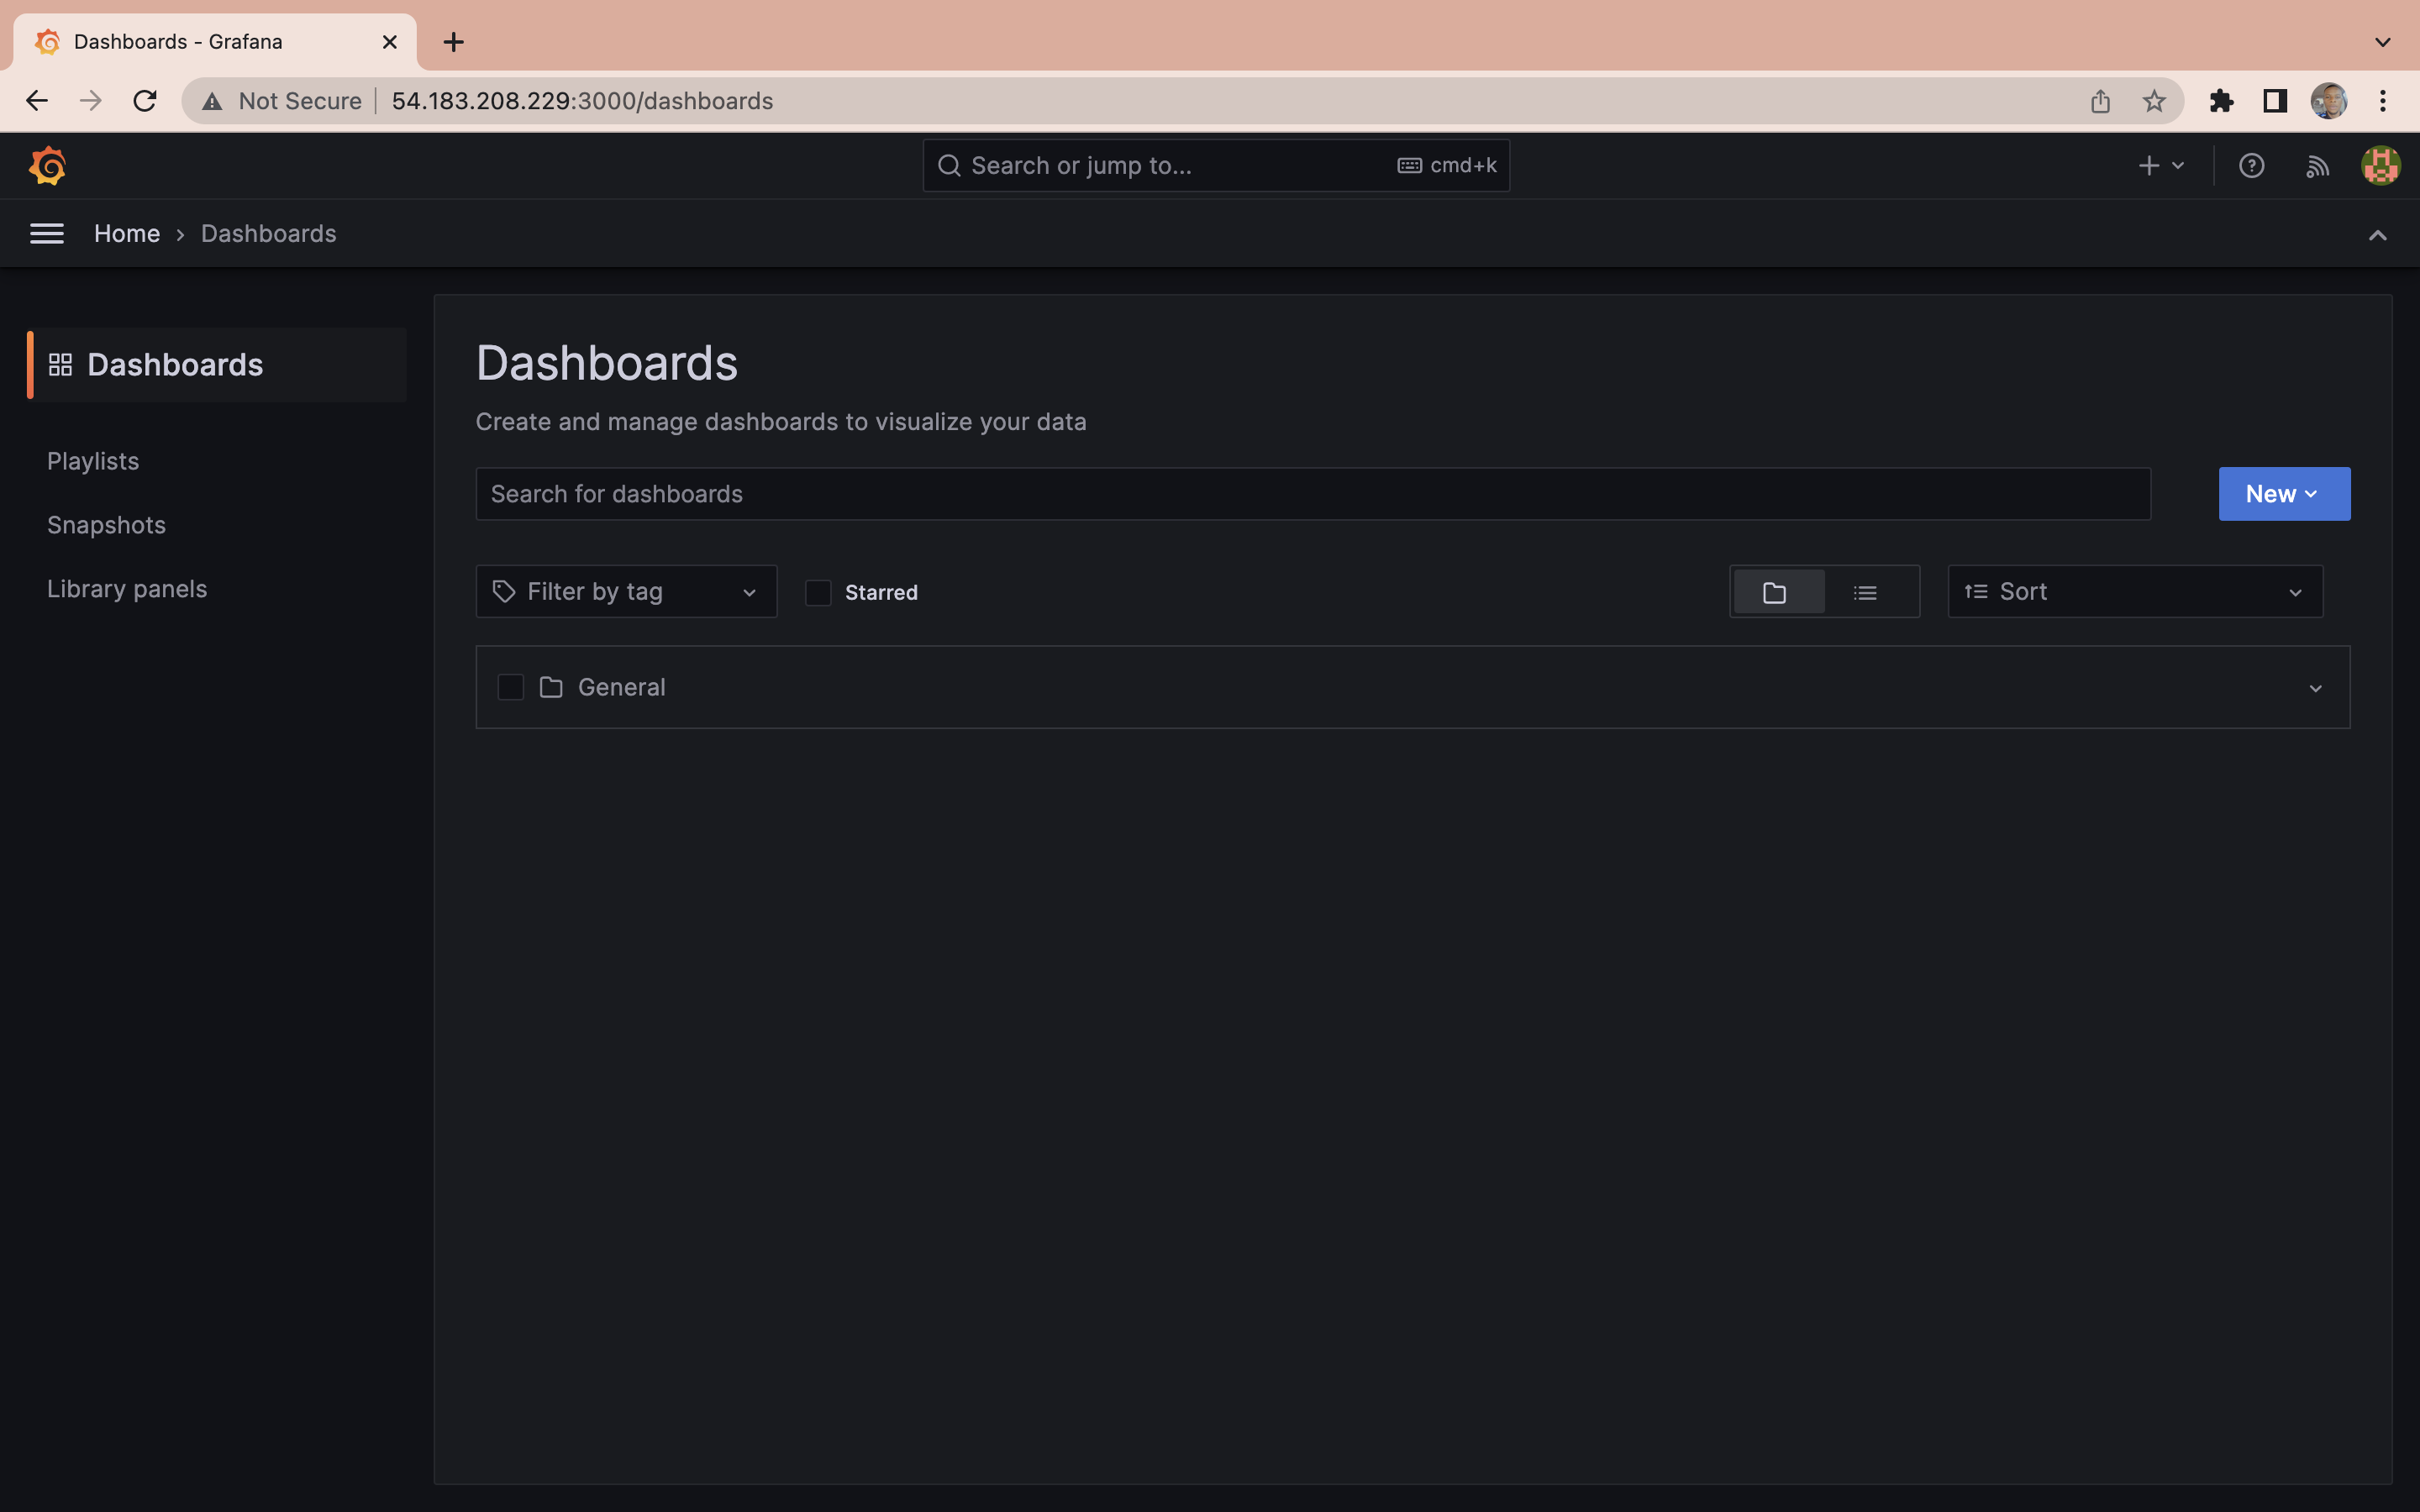 Dashboards - Grafana
Not Secure 54.183.208.229:3000/dashboards
Search or jump to... cmd+k
Home Dashboards
Dashboards
Playlists
Snapshots
Library panels
Dashboards
Create and manage dashboards to visualize your data
Search for dashboards New
Filter by tag Starred Sort
General